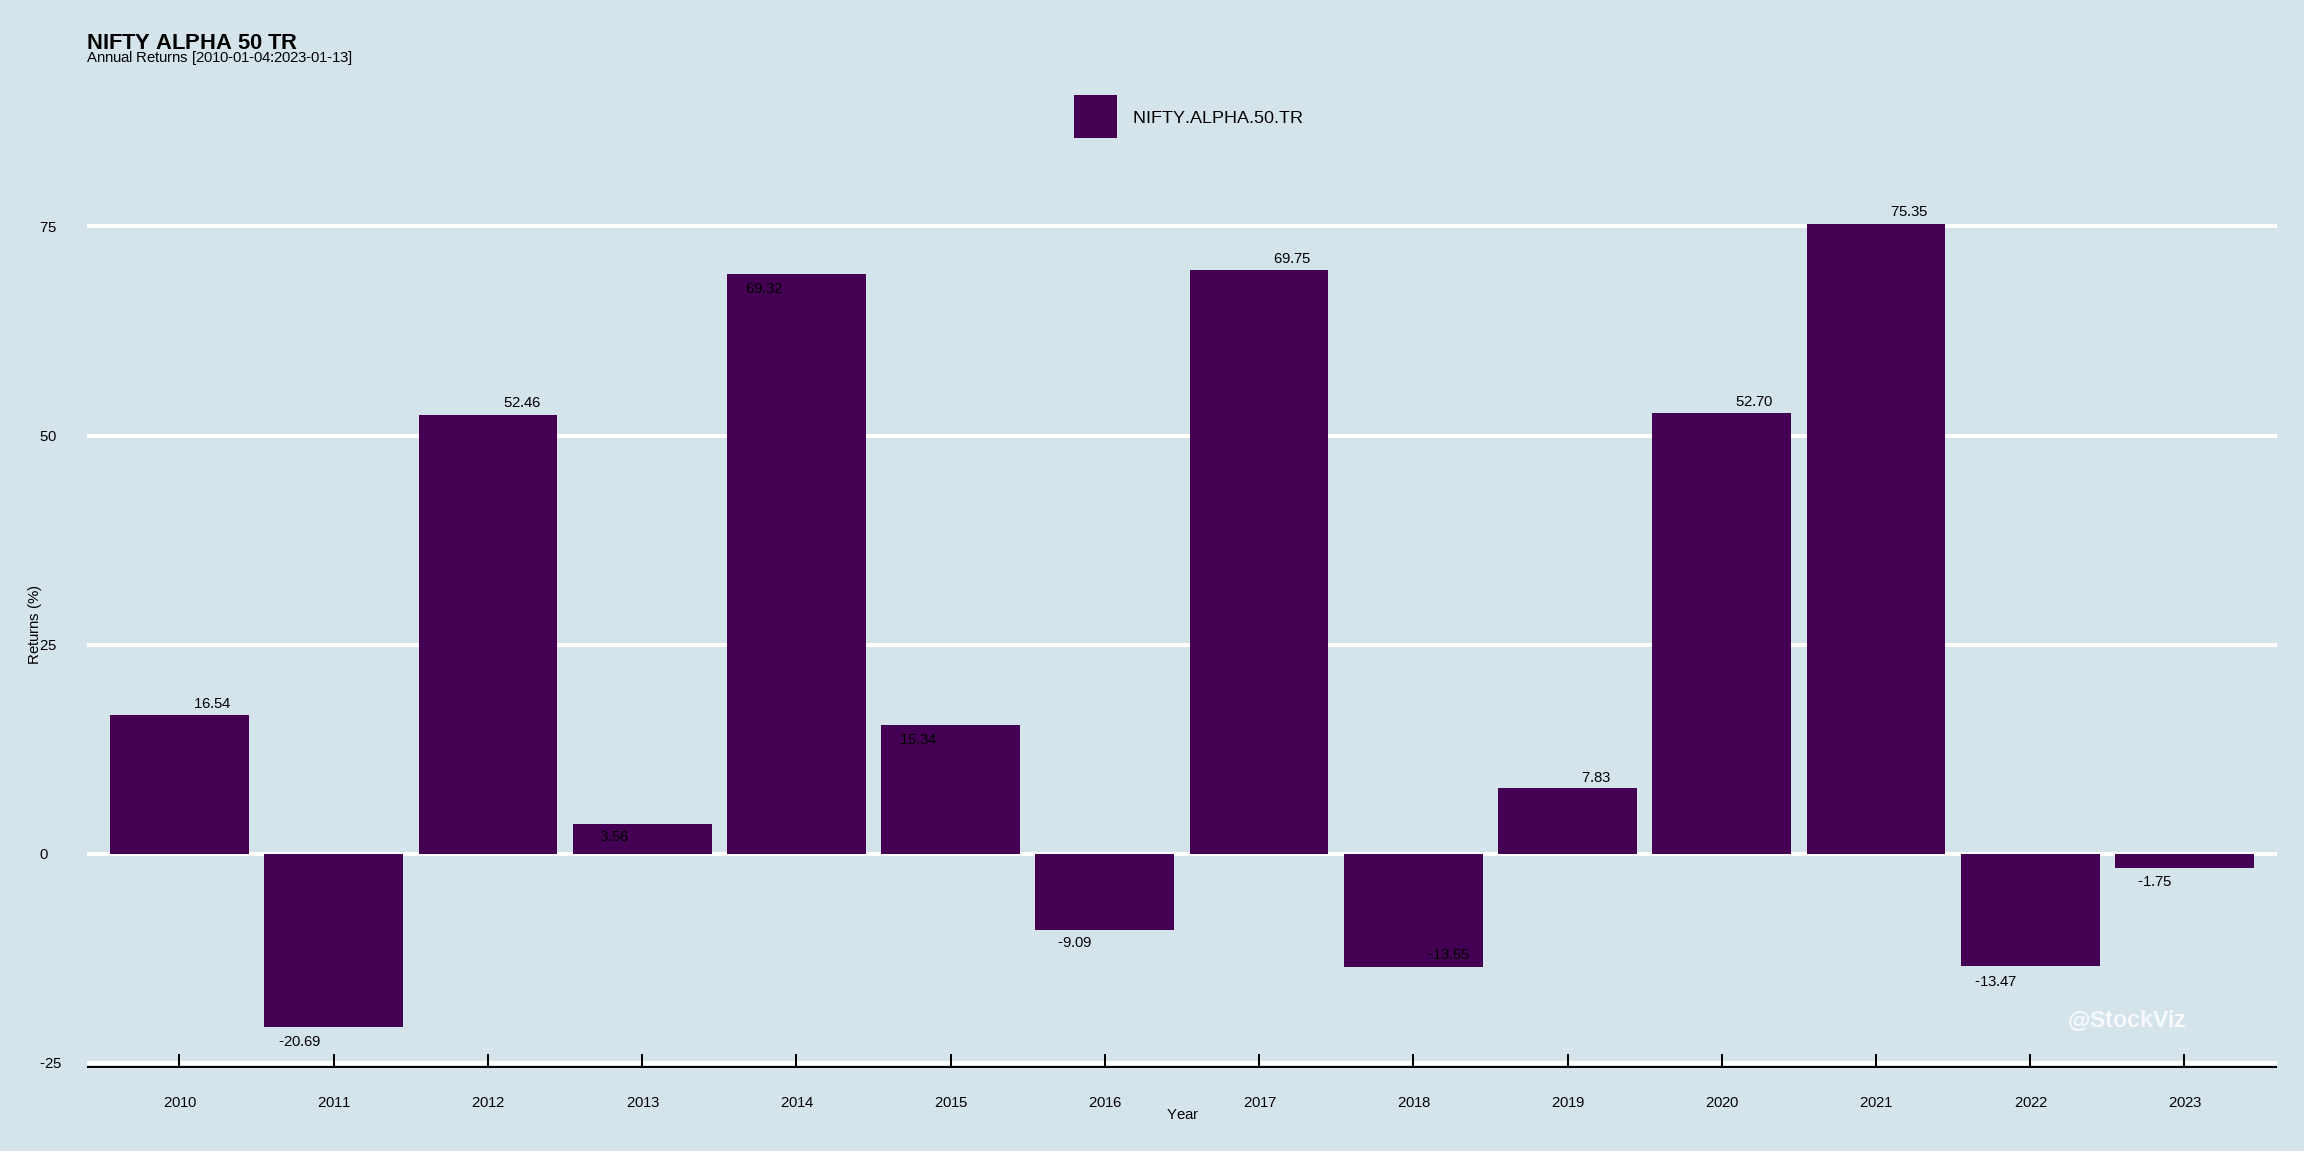 NIFTY ALPHA 50 TR
Annual Returns [2010-01-04:2023-01-13]
NIFTY.ALPHA.50.TR
75
50
25
0
-25
Returns (%)
16.54
-20.69
52.46
3.56
69.32
15.34
-9.09
69.75
-13.55
7.83
52.70
75.35
-13.47
-1.75
@StockViz
2010 2011 2012 2013 2014 2015 2016 2017 2018 2019 2020 2021 2022 2023
Year